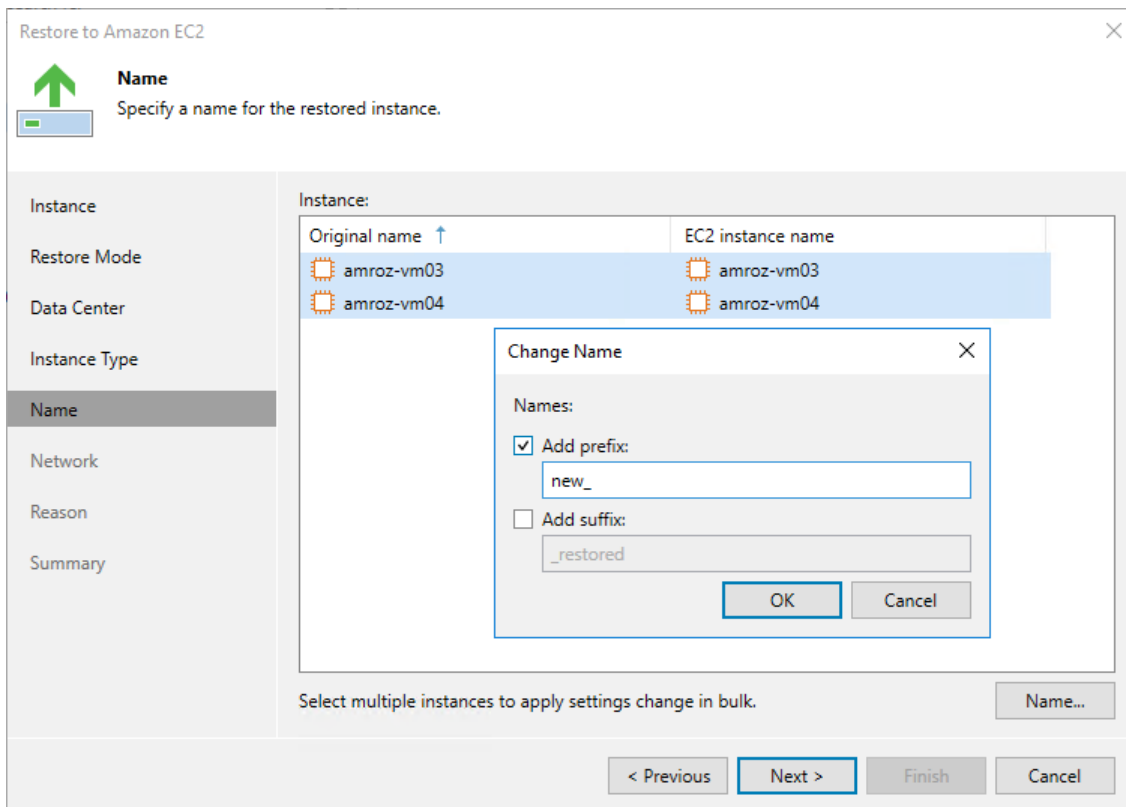 Restore to Amazon EC2
Name
Specify a name for the restored instance.
Instance
Restore Mode
Data Center
Instance Type
Name
Network
Reason
Summary
Instance:
Original name EC2 instance name
amroz-vm03 amroz-vm03
amroz-vm04 amroz-vm04
Change Name
Names:
Add prefix:
new_
Add suffix:
_restored
OK Cancel
Select multiple instances to apply settings change in bulk. Name...
< Previous Next > Finish Cancel